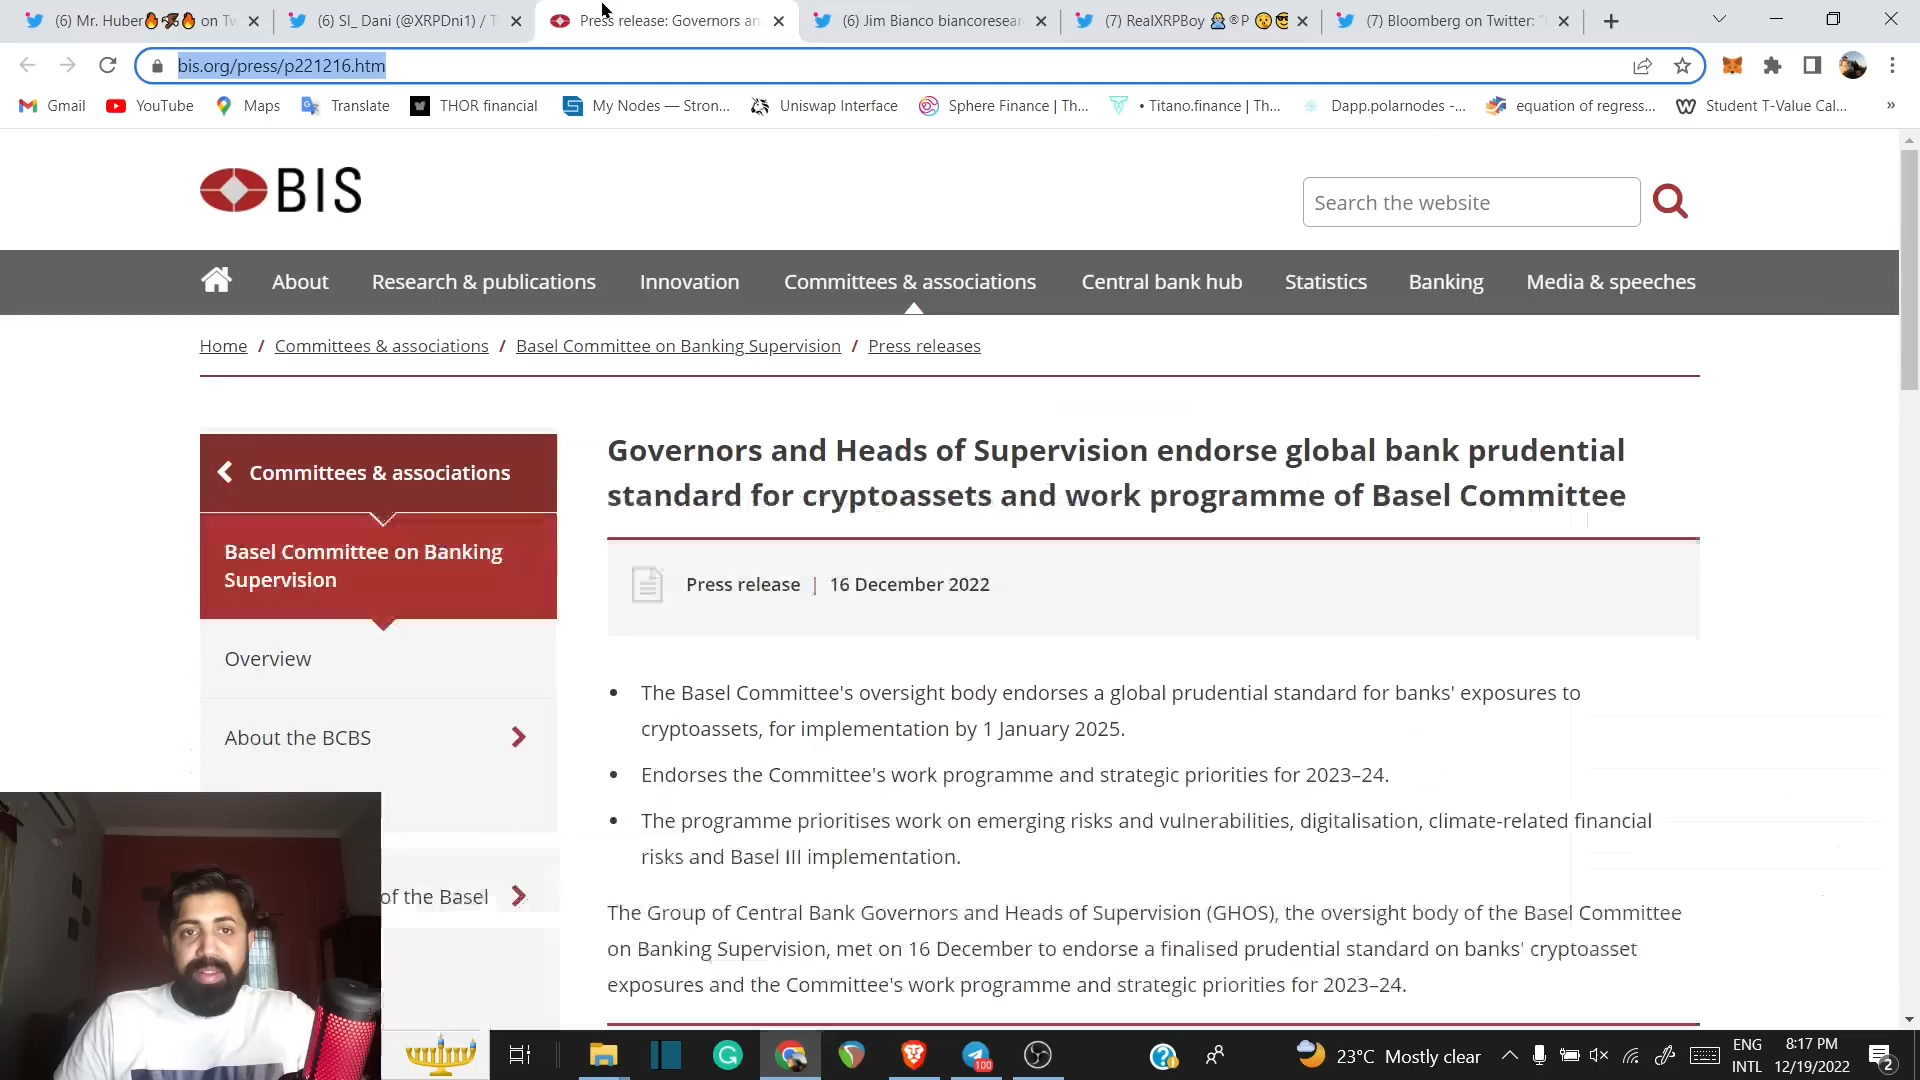 (6) Mr. Huber🔥🐝🔥 on Tw
(6) SI_ Dani (@XRPDni1) / T
Press release: Governors an
(6) Jim Bianco biancoresear
(7) RealXRPBoy
(7) Bloomberg on Twitter: "
bis.org/press/p221216.htm
Gmail
YouTube
Maps
Translate
THOR financial
My Nodes — Stron...
Uniswap Interface
Sphere Finance | Th...
• Titano.finance | Th...
Dapp.polarnodes -...
equation of regress...
Student T-Value Cal...
»
BIS
Search the website
About
Research & publications
Innovation
Committees & associations
Central bank hub
Statistics
Banking
Media & speeches
Home / Committees & associations / Basel Committee on Banking Supervision / Press releases
Committees & associations
Basel Committee on Banking
Supervision
Overview
About the BCBS
of the Basel
Governors and Heads of Supervision endorse global bank prudential
standard for cryptoassets and work programme of Basel Committee
Press release | 16 December 2022
• The Basel Committee's oversight body endorses a global prudential standard for banks' exposures to
cryptoassets, for implementation by 1 January 2025.
• Endorses the Committee's work programme and strategic priorities for 2023–24.
• The programme prioritises work on emerging risks and vulnerabilities, digitalisation, climate-related financial
risks and Basel III implementation.
The Group of Central Bank Governors and Heads of Supervision (GHOS), the oversight body of the Basel Committee
on Banking Supervision, met on 16 December to endorse a finalised prudential standard on banks' cryptoasset
exposures and the Committee's work programme and strategic priorities for 2023–24.
100
23°C Mostly clear
ENG
INTL
8:17 PM
12/19/2022
2